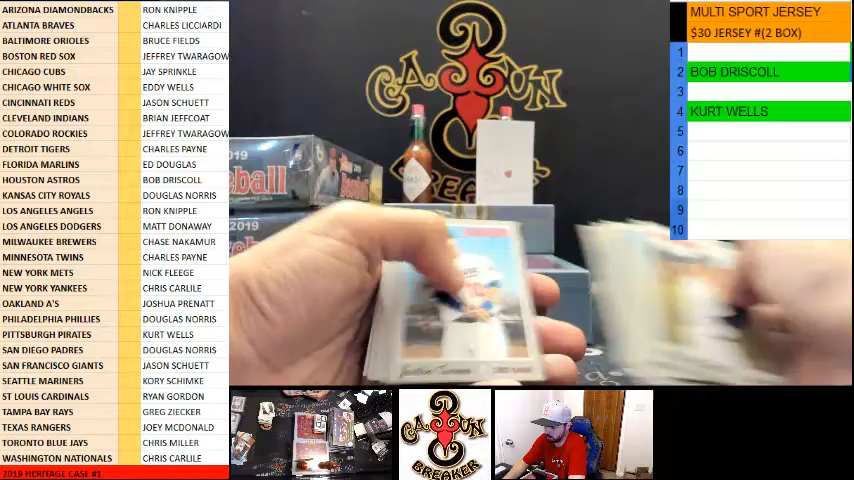 ARIZONA DIAMONDBACKS RON KNIPPLE
ATLANTA BRAVES CHARLES LICCIARDI
BALTIMORE ORIOLES BRUCE FIELDS
BOSTON RED SOX JEFFREY TWARAGOW
CHICAGO CUBS JAY SPRINKLE
CHICAGO WHITE SOX EDDY WELLS
CINCINNATI REDS JASON SCHUETT
CLEVELAND INDIANS BRIAN JEFFCOAT
COLORADO ROCKIES JEFFREY TWARAGOW
DETROIT TIGERS CHARLES PAYNE
FLORIDA MARLINS ED DOUGLAS
HOUSTON ASTROS BOB DRISCOLL
KANSAS CITY ROYALS DOUGLAS NORRIS
LOS ANGELES ANGELS RON KNIPPLE
LOS ANGELES DODGERS MATT DONAWAY
MILWAUKEE BREWERS CHASE NAKAMUR
MINNESOTA TWINS CHARLES PAYNE
NEW YORK METS NICK FLEEGE
NEW YORK YANKEES CHRIS CARLILE
OAKLAND A'S JOSHUA PRENATT
PHILADELPHIA PHILLIES DOUGLAS NORRIS
PITTSBURGH PIRATES KURT WELLS
SAN DIEGO PADRES DOUGLAS NORRIS
SAN FRANCISCO GIANTS JASON SCHUETT
SEATTLE MARINERS KORY SCHIMKE
ST LOUIS CARDINALS RYAN GORDON
TAMPA BAY RAYS GREG ZIECKER
TEXAS RANGERS JOEY MCDONALD
TORONTO BLUE JAYS CHRIS MILLER
WASHINGTON NATIONALS CHRIS CARLILE
2019 HERITAGE CASE #1
MULTI SPORT JERSEY
$30 JERSEY #(2 BOX)
1
2 BOB DRISCOLL
3
4 KURT WELLS
5
6
7
8
9
10
CAJUN
BREAKER
2019
eball
2019
TABASCO
CAJUN
BREAKER